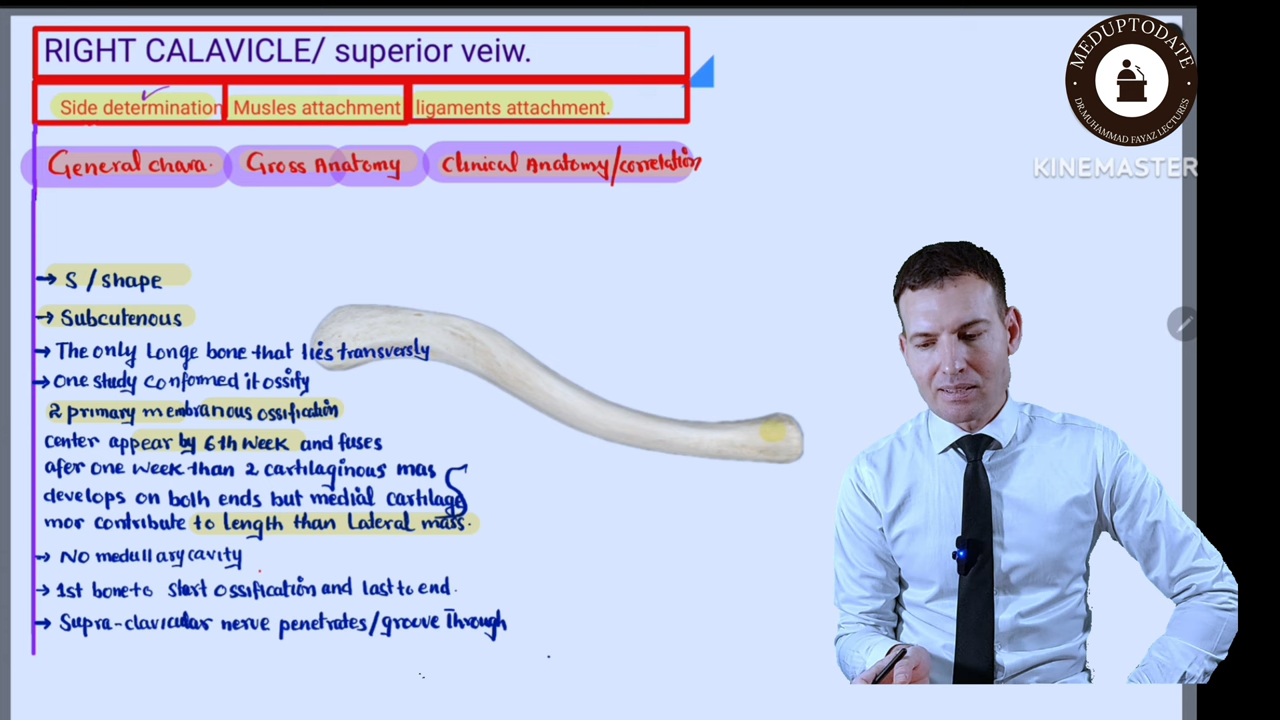 RIGHT CALAVICLE/ superior veiw.
Side determination Musles attachment ligaments attachment.
General chara. Gross Anatomy Clinical Anatomy/correlation
→ S / shape
→ Subcutenous
→ The only Longe bone that lies transversly
→ One study conformed it ossify
2 primary membranous ossification
center appear by 6th week and fuses
afer one week than 2 cartilaginous mas
develops on both ends but medial cartilage
mor contribute to length than Lateral mass.
→ No medullary cavity
→ 1st bone to start ossification and last to end.
→ Supra-clavicular nerve penetrates/groove Through
MEDUPTODATE
DR.MUHAMMAD FAYAZ LECTURES
KINEMASTER